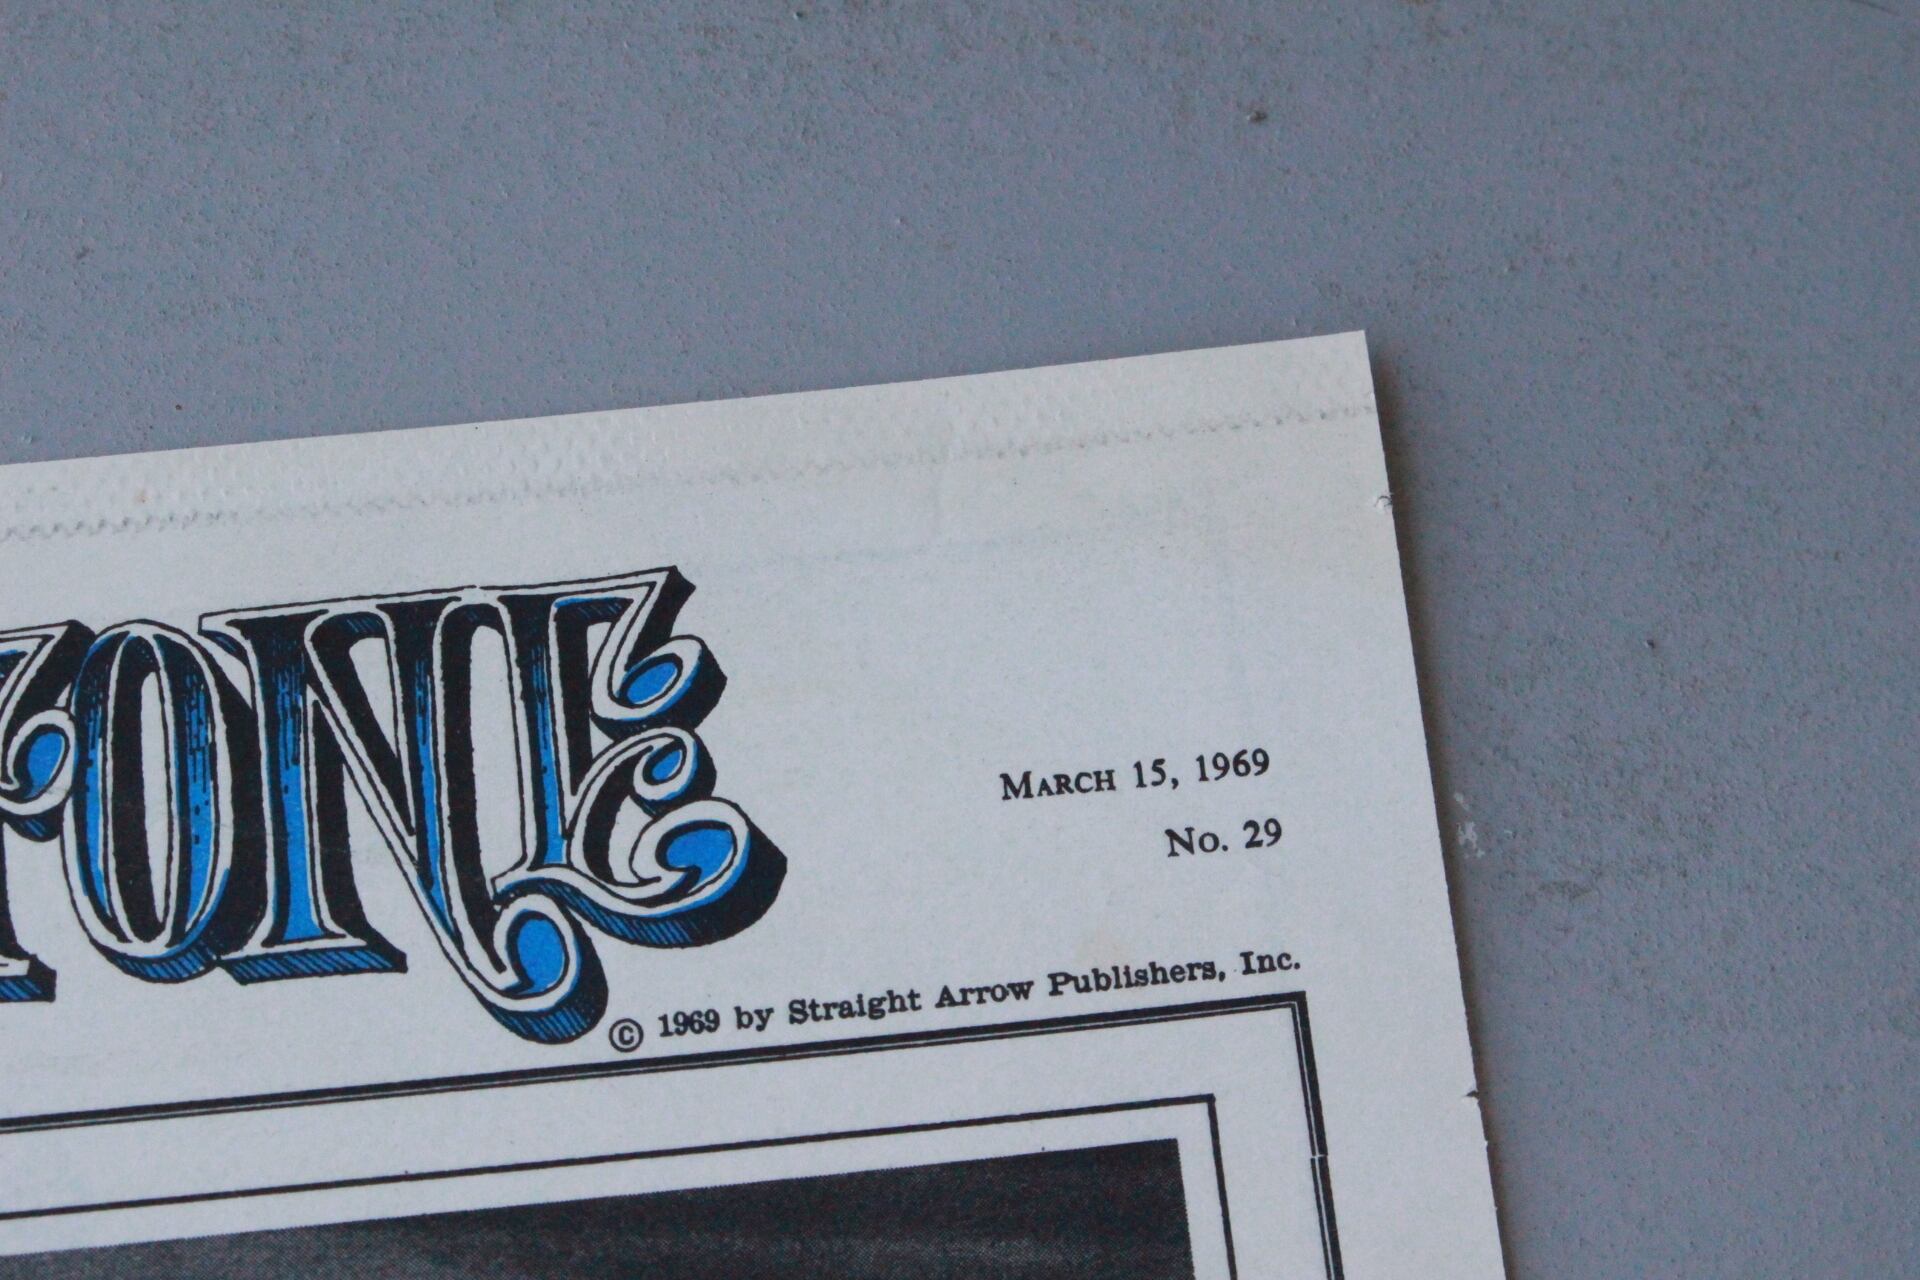 TONE
MARCH 15, 1969
No. 29
© 1969 by Straight Arrow Publishers, Inc.